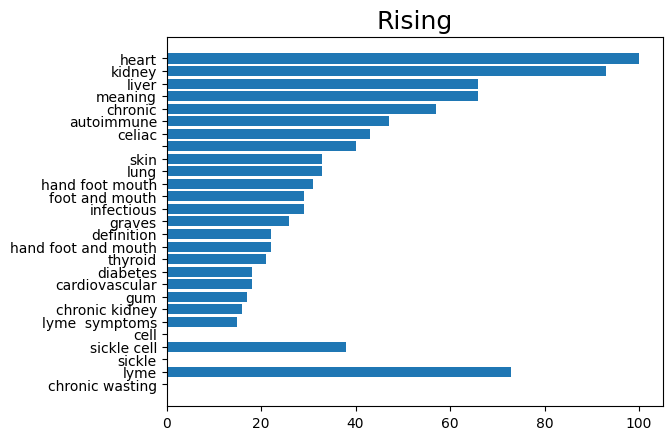 Rising
heart
kidney
liver
meaning
chronic
autoimmune
celiac
skin
lung
hand foot mouth
foot and mouth
infectious
graves
definition
hand foot and mouth
thyroid
diabetes
cardiovascular
gum
chronic kidney
lyme  symptoms
cell
sickle cell
sickle
lyme
chronic wasting
0 20 40 60 80 100